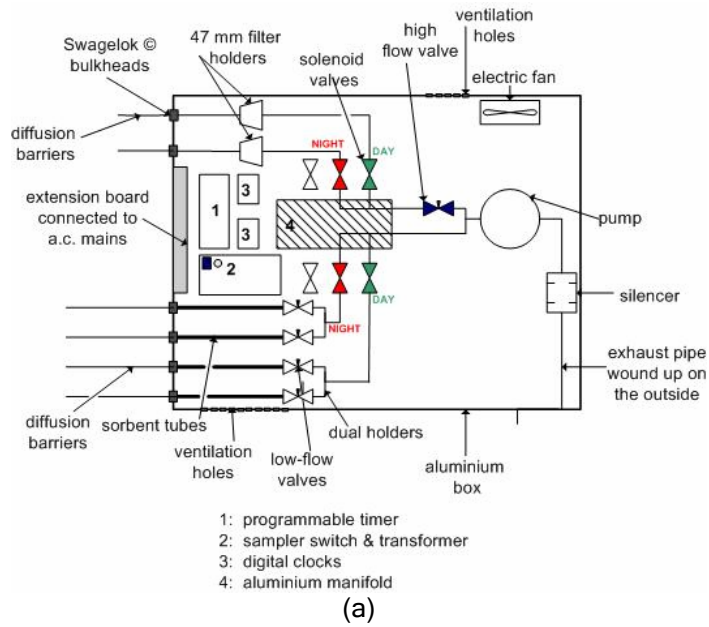 Swagelok ©
bulkheads
47 mm filter
holders
solenoid
valves
high
flow valve
ventilation
holes
electric fan
diffusion
barriers
NIGHT
DAY
extension board
connected to
a.c. mains
1
3
3
4
2
pump
silencer
DAY
NIGHT
exhaust pipe
wound up on
the outside
diffusion
barriers
sorbent tubes
ventilation
holes
low-flow
valves
dual holders
aluminium
box
1: programmable timer
2: sampler switch & transformer
3: digital clocks
4: aluminium manifold
(a)